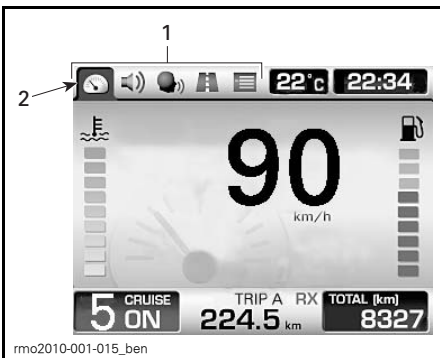 1
2
22°c 22:34
90
km/h
5 CRUISE ON
TRIP A RX
224.5 km
TOTAL (km)
8327
rmo2010-001-015_ben